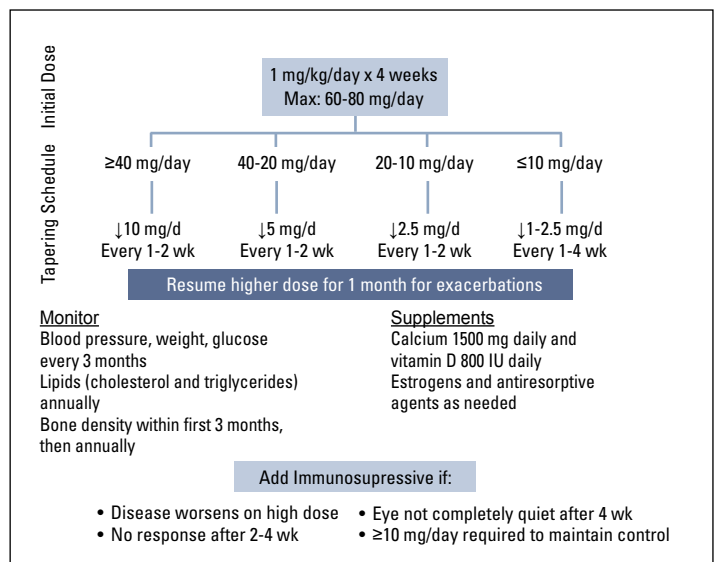 Initial Dose
1 mg/kg/day x 4 weeks
Max: 60-80 mg/day
Tapering Schedule
≥40 mg/day
40-20 mg/day
20-10 mg/day
≤10 mg/day
↓10 mg/d
Every 1-2 wk
↓5 mg/d
Every 1-2 wk
↓2.5 mg/d
Every 1-2 wk
↓1-2.5 mg/d
Every 1-4 wk
Resume higher dose for 1 month for exacerbations
Monitor
Blood pressure, weight, glucose
every 3 months
Lipids (cholesterol and triglycerides)
annually
Bone density within first 3 months,
then annually
Supplements
Calcium 1500 mg daily and
vitamin D 800 IU daily
Estrogens and antiresorptive
agents as needed
Add Immunosupressive if:
• Disease worsens on high dose
• No response after 2-4 wk
• Eye not completely quiet after 4 wk
• ≥10 mg/day required to maintain control